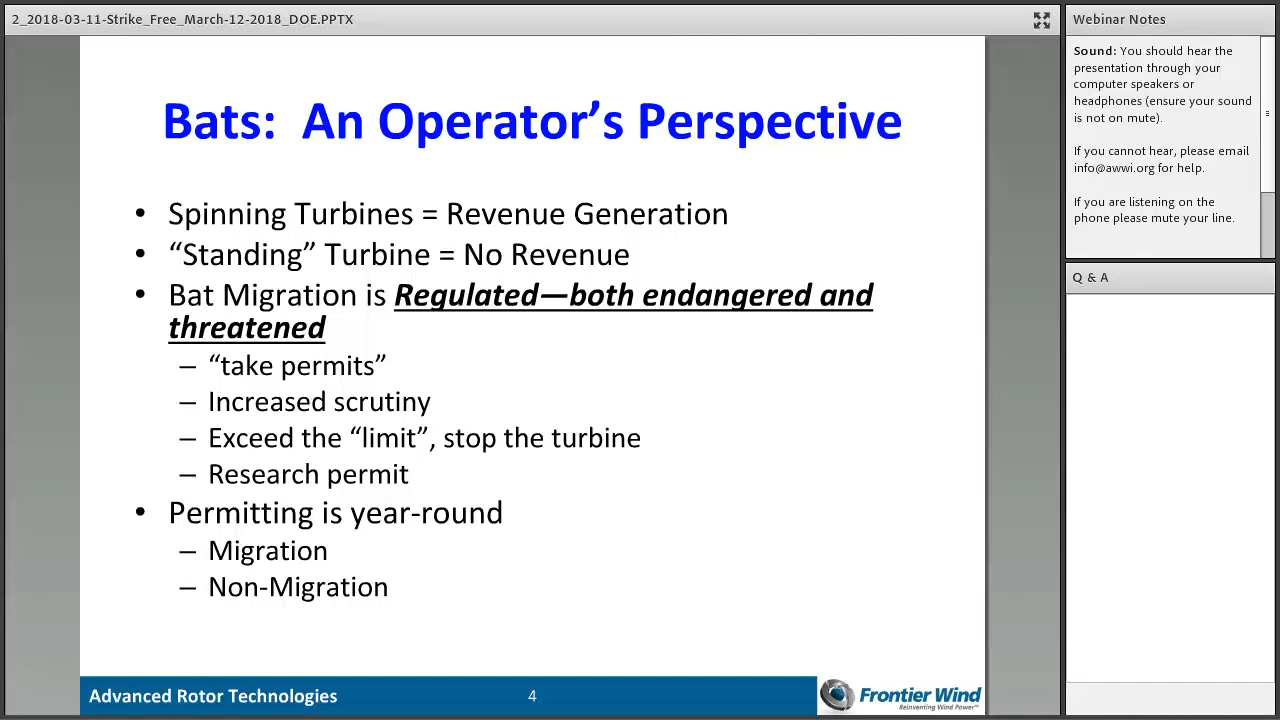 2_2018-03-11-Strike_Free_March-12-2018_DOE.PPTX
Bats:  An Operator’s Perspective
• Spinning Turbines = Revenue Generation
• “Standing” Turbine = No Revenue
• Bat Migration is Regulated—both endangered and
threatened
– “take permits”
– Increased scrutiny
– Exceed the “limit”, stop the turbine
– Research permit
• Permitting is year-round
– Migration
– Non-Migration
Advanced Rotor Technologies
4
Frontier Wind
Reinventing Wind Power™
Webinar Notes
Sound: You should hear the
presentation through your
computer speakers or
headphones (ensure your sound
is not on mute).
If you cannot hear, please email
info@awwi.org for help.
If you are listening on the
phone please mute your line.
Q & A